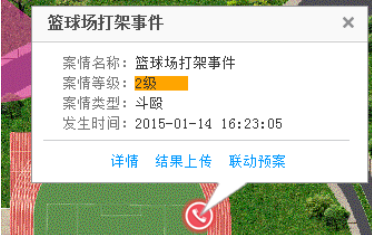 篮球场打架事件
案情名称：篮球场打架事件
案情等级：2级
案情类型：斗殴
发生时间：2015-01-14 16:23:05
详情 结果上传 联动预案